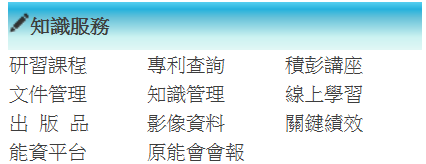 知識服務
研習課程 專利查詢 積彭講座
文件管理 知識管理 線上學習
出 版 品 影像資料 關鍵績效
能資平台 原能會會報